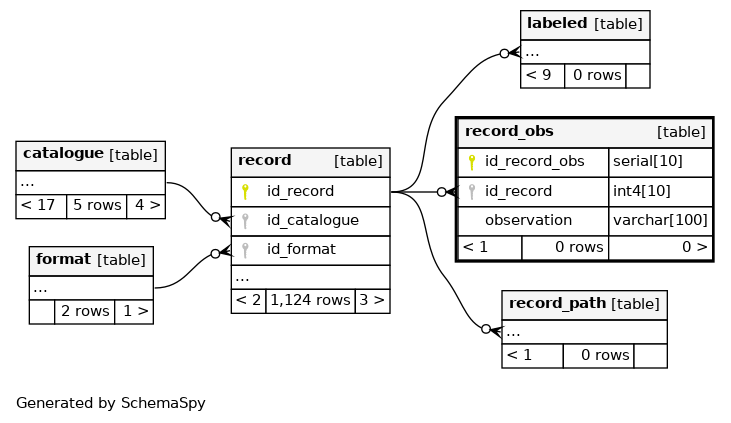 labeled [table]
...
< 9 0 rows
record_obs [table]
id_record_obs serial[10]
id_record int4[10]
observation varchar[100]
< 1 0 rows 0 >
catalogue [table]
...
< 17 5 rows 4 >
record [table]
id_record
id_catalogue
id_format
...
< 2 1,124 rows 3 >
format [table]
...
2 rows 1 >
record_path [table]
...
< 1 0 rows
Generated by SchemaSpy